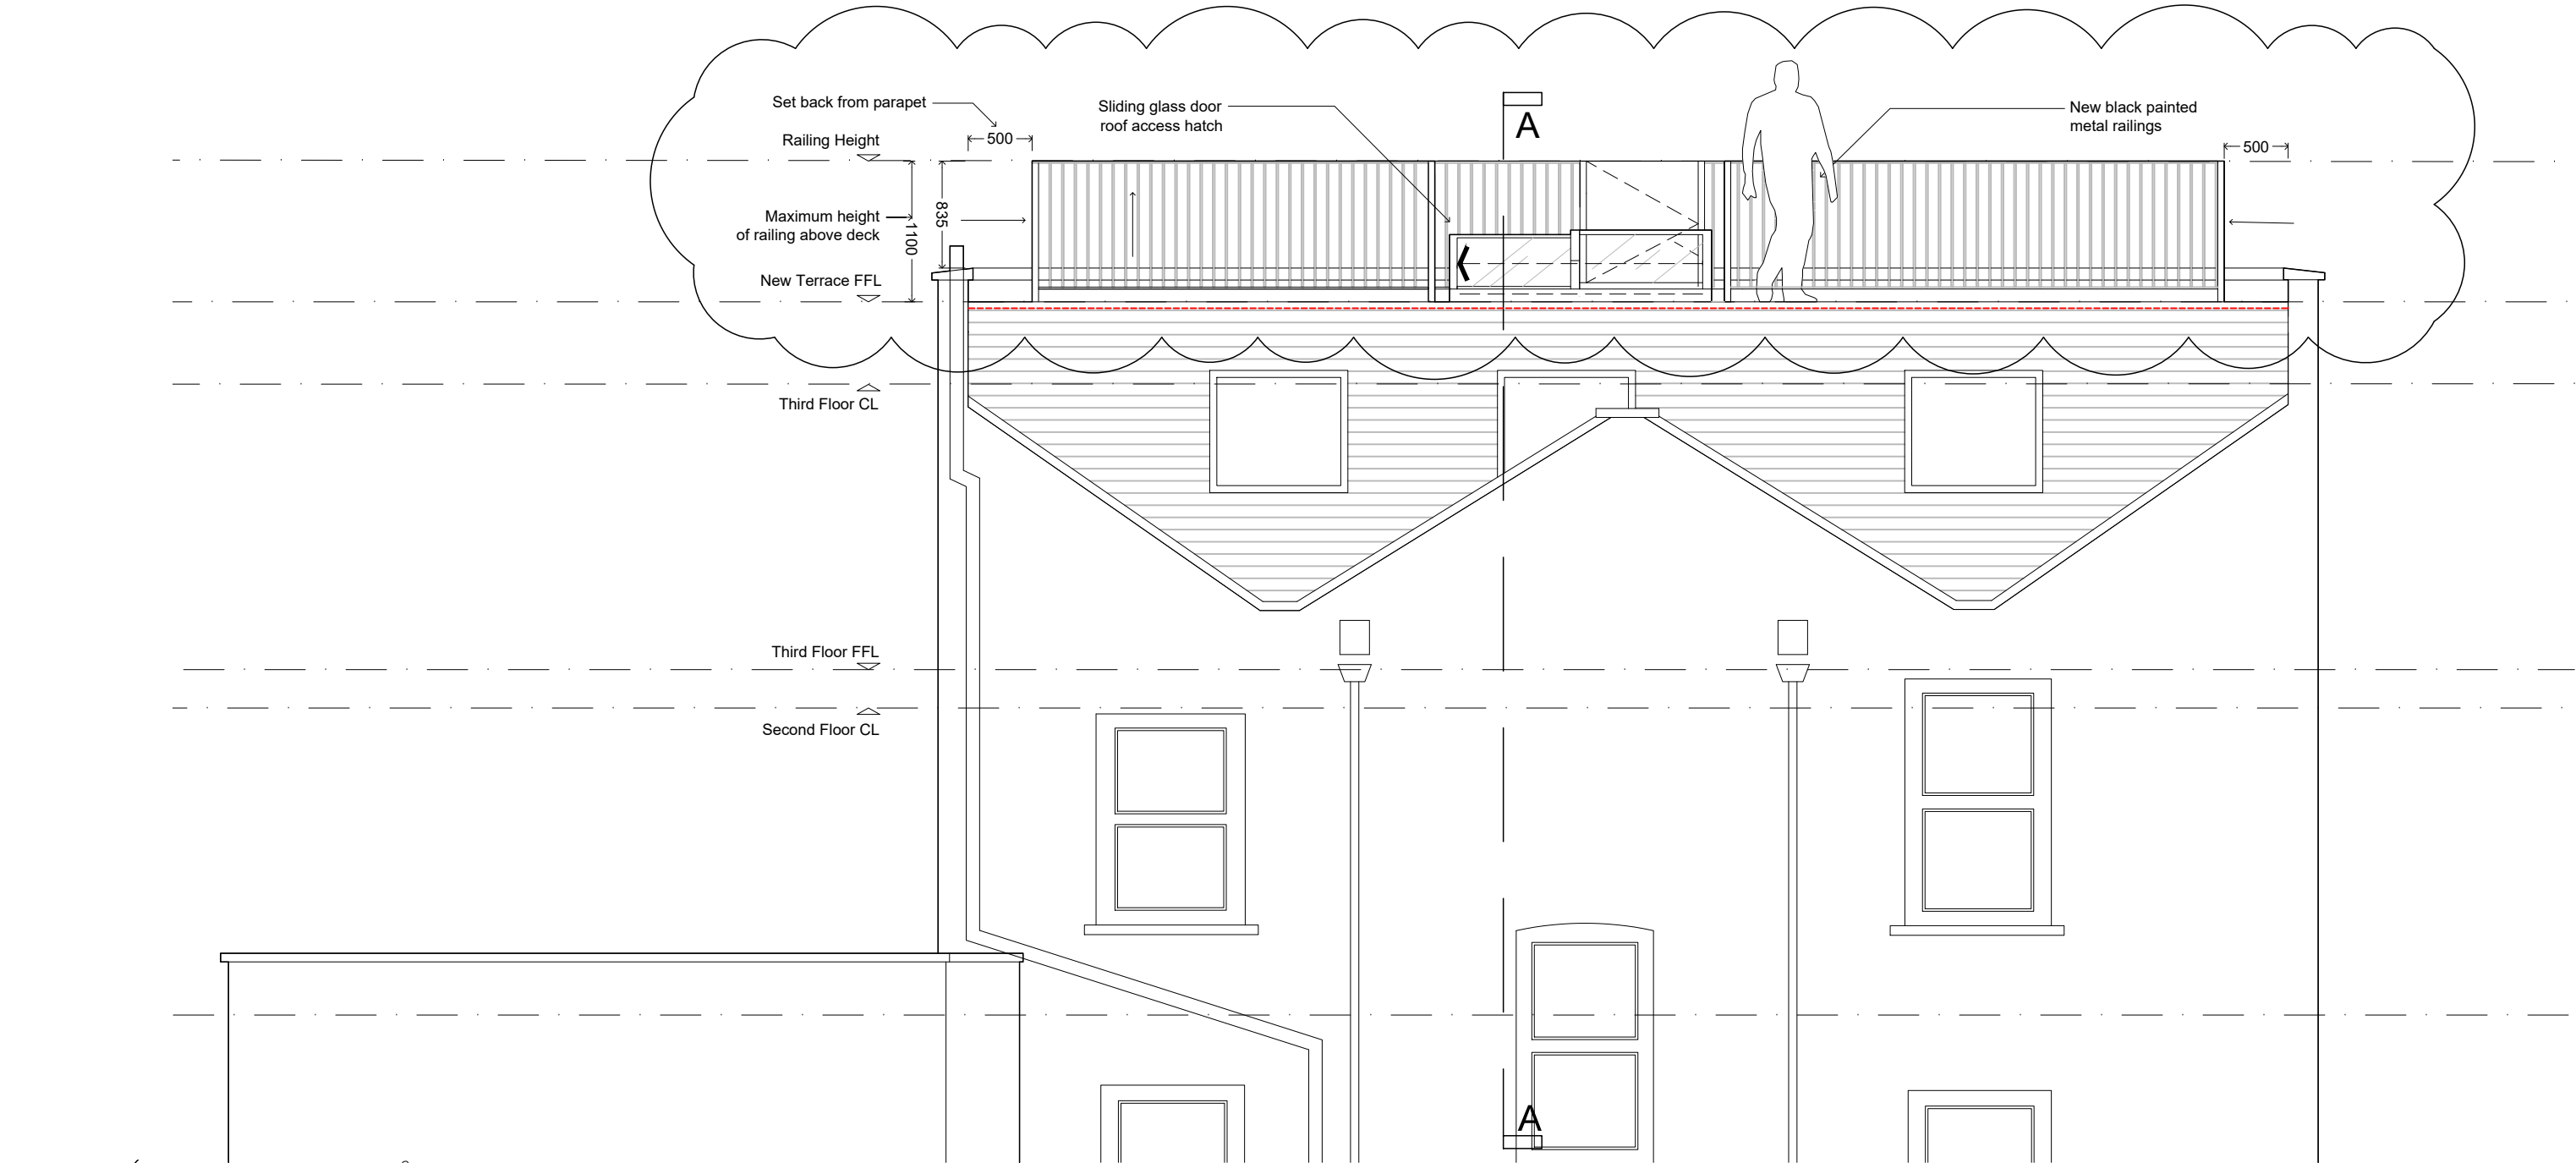 Set back from parapet
Sliding glass door
roof access hatch
A
New black painted
metal railings
Railing Height
500
500
Maximum height
of railing above deck
835
1100
New Terrace FFL
Third Floor CL
Third Floor FFL
Second Floor CL
A